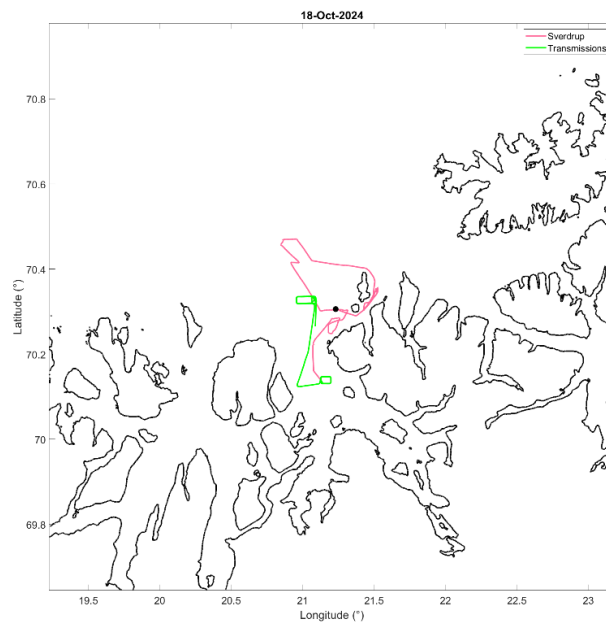 18-Oct-2024
Sverdrup
Transmissions
70.8
70.6
70.4
70.2
70
69.8
Latitude (°)
19.5 20 20.5 21 21.5 22 22.5 23
Longitude (°)